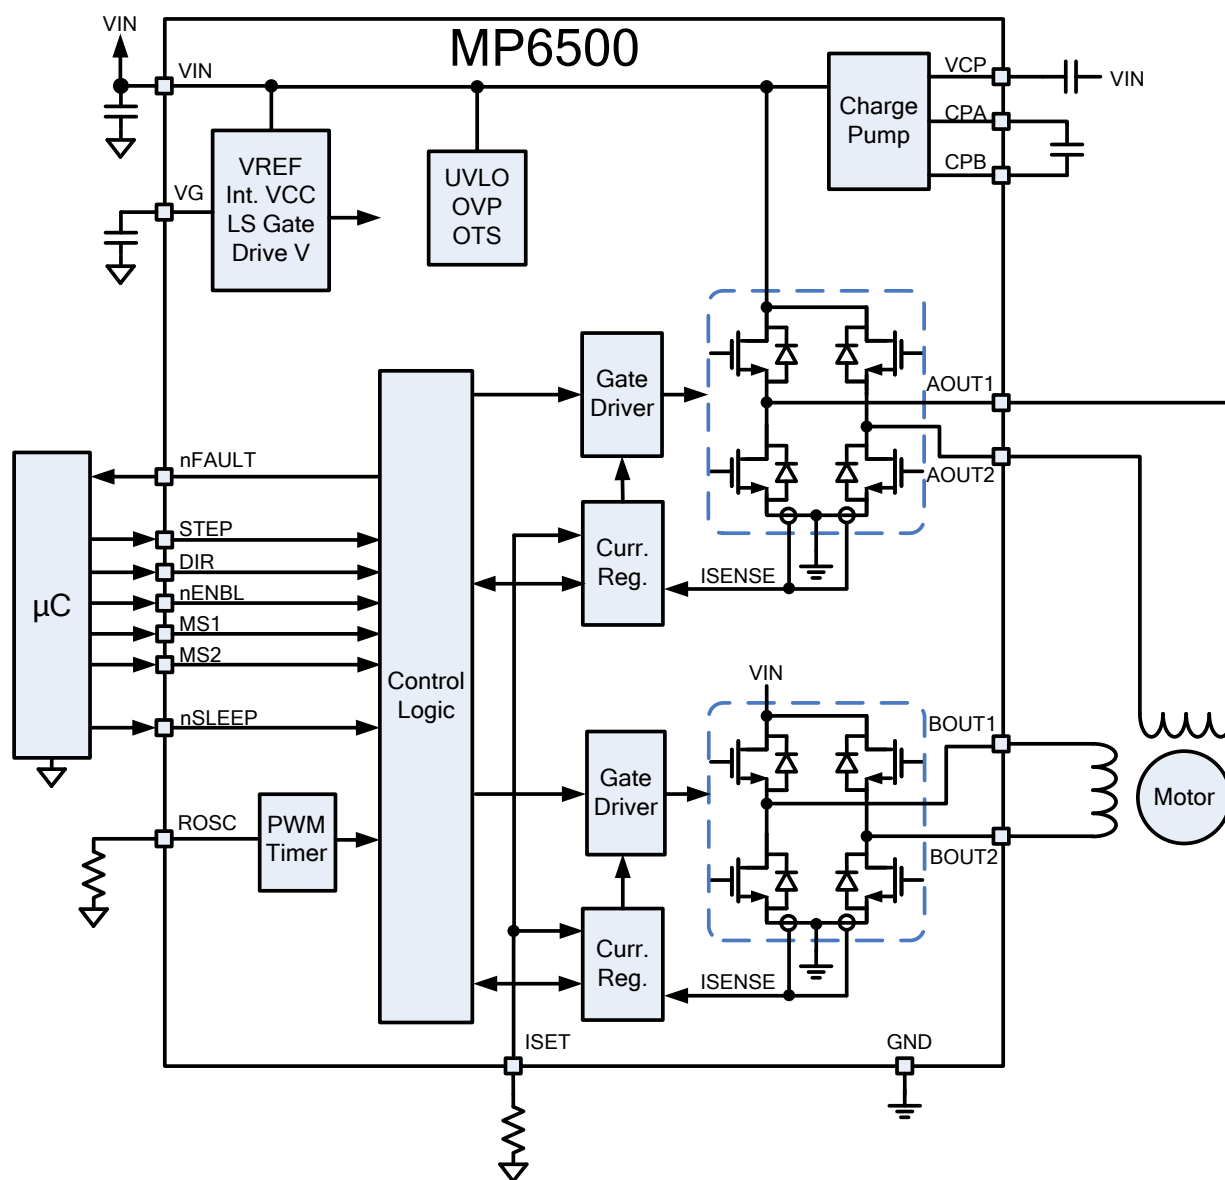 VIN
MP6500
VIN
VCP
VIN
Charge
Pump
CPA
CPB
VREF
Int. VCC
LS Gate
Drive V
UVLO
OVP
OTS
VG
Gate
Driver
AOUT1
AOUT2
nFAULT
STEP
DIR
nENBL
MS1
MS2
nSLEEP
µC
Control
Logic
Curr.
Reg.
ISENSE
VIN
BOUT1
BOUT2
Motor
Gate
Driver
ROSC
PWM
Timer
Curr.
Reg.
ISENSE
ISET
GND